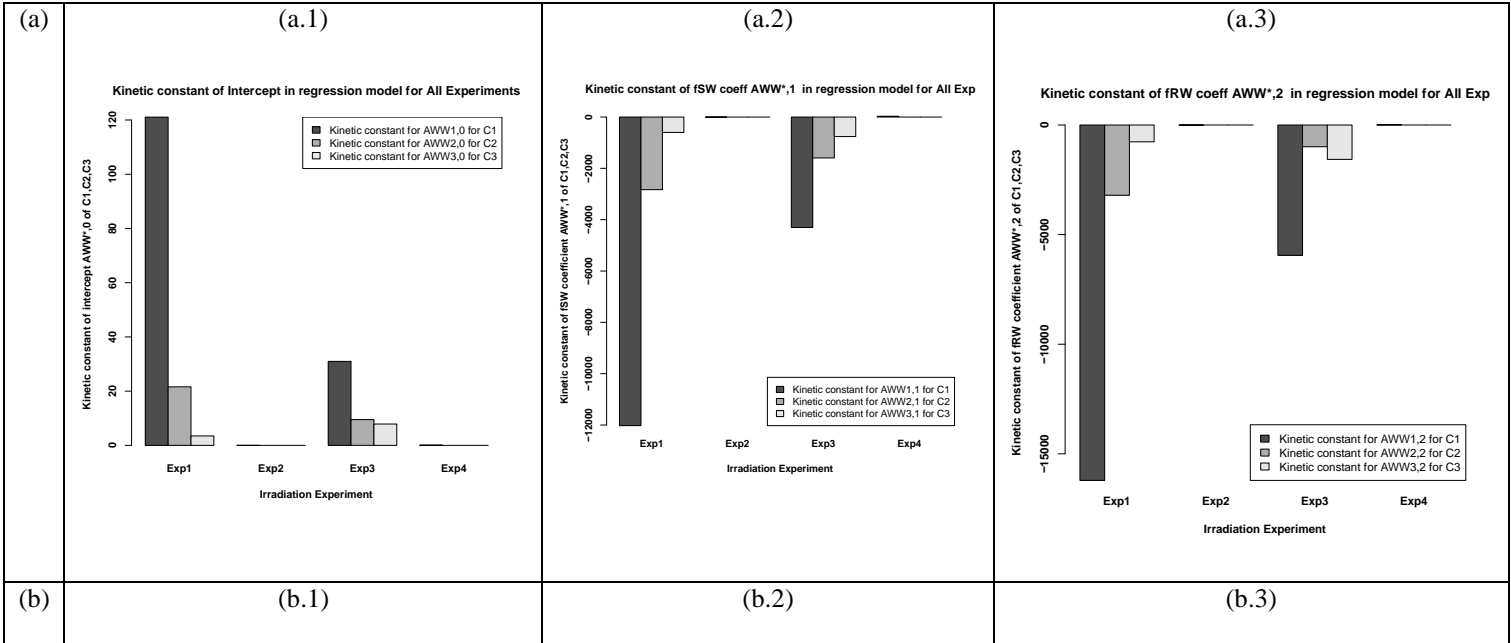 (a)
(a.1)
(a.2)
(a.3)
Kinetic constant of Intercept in regression model for All Experiments
Kinetic constant of intercept AWW*,0 of C1,C2,C3
120
100
80
60
40
20
0
Kinetic constant for AWW1,0 for C1
Kinetic constant for AWW2,0 for C2
Kinetic constant for AWW3,0 for C3
Exp1
Exp2
Exp3
Exp4
Irradiation Experiment
Kinetic constant of fSW coeff AWW*,1 in regression model for All Exp
Kinetic constant of fSW coefficient AWW*,1 of C1,C2,C3
0
−2000
−4000
−6000
−8000
−10000
−12000
Kinetic constant for AWW1,1 for C1
Kinetic constant for AWW2,1 for C2
Kinetic constant for AWW3,1 for C3
Exp1
Exp2
Exp3
Exp4
Irradiation Experiment
Kinetic constant of fRW coeff AWW*,2 in regression model for All Exp
Kinetic constant of fRW coefficient AWW*,2 of C1,C2,C3
0
−5000
−10000
−15000
Kinetic constant for AWW1,2 for C1
Kinetic constant for AWW2,2 for C2
Kinetic constant for AWW3,2 for C3
Exp1
Exp2
Exp3
Exp4
Irradiation Experiment
(b)
(b.1)
(b.2)
(b.3)